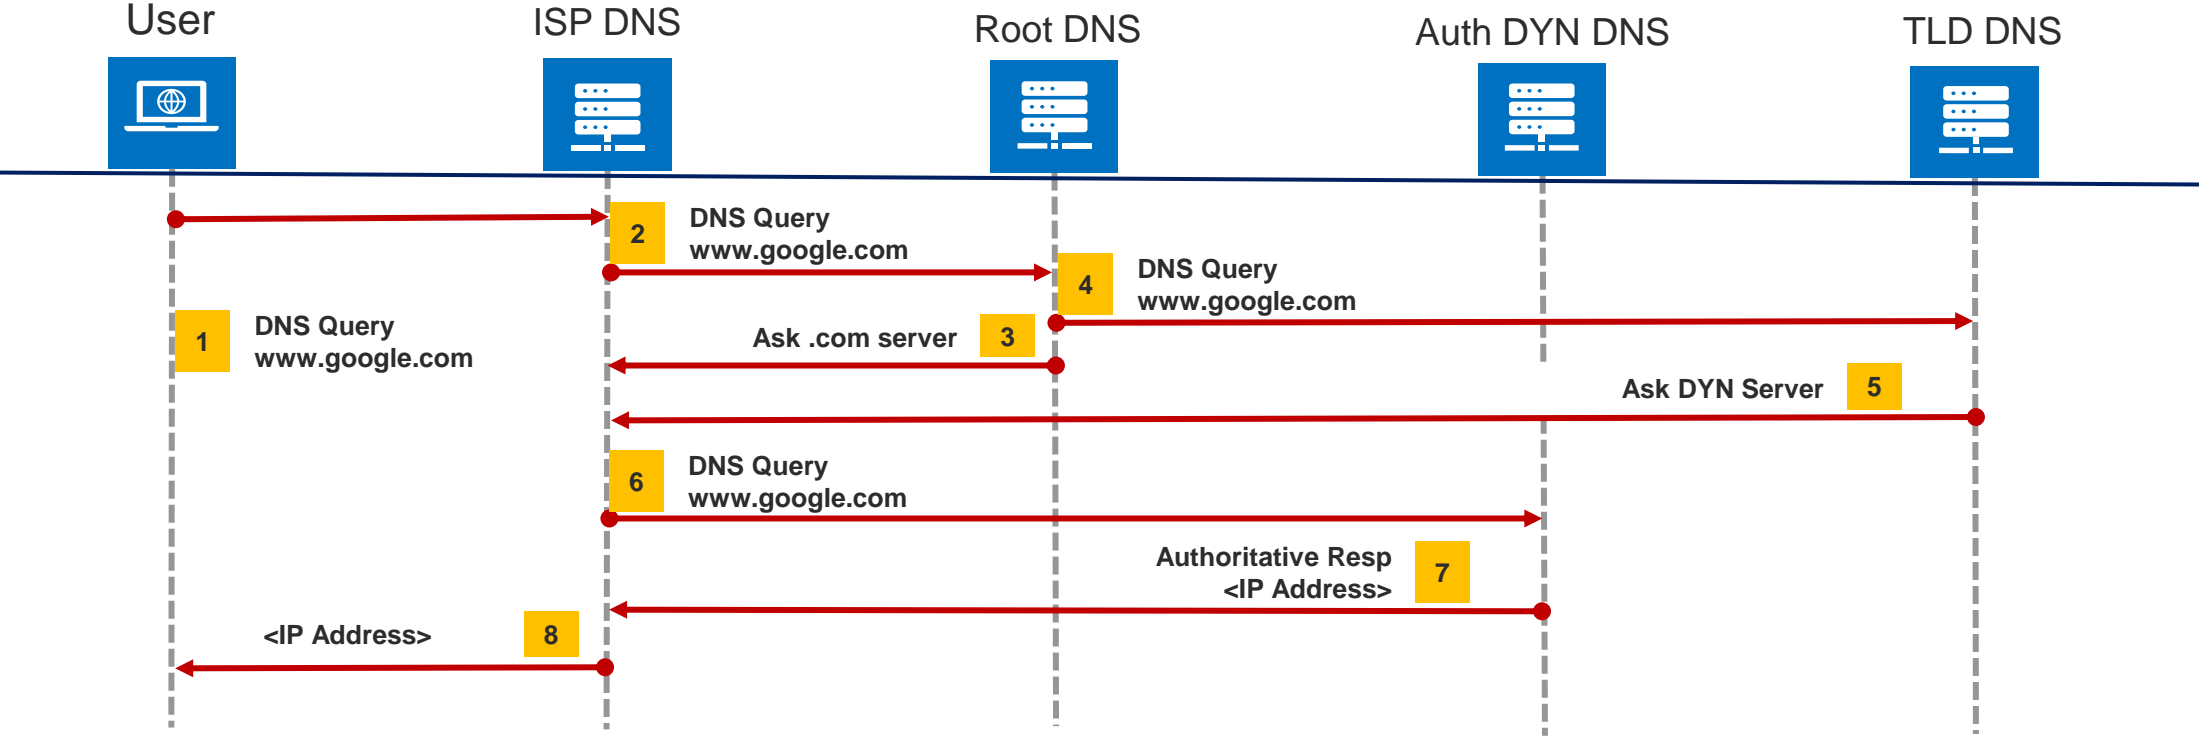 User
ISP DNS
Root DNS
Auth DYN DNS
TLD DNS
2
DNS Query
www.google.com
4
DNS Query
www.google.com
1
DNS Query
www.google.com
Ask .com server
3
Ask DYN Server
5
6
DNS Query
www.google.com
Authoritative Resp
<IP Address>
7
<IP Address>
8